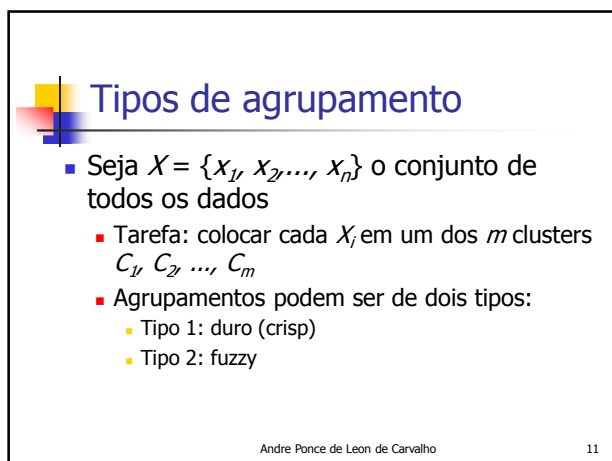 Tipos de agrupamento
Seja X = {x1, x2,..., xn} o conjunto de
todos os dados
Tarefa: colocar cada Xi em um dos m clusters
C1, C2, ..., Cm
Agrupamentos podem ser de dois tipos:
Tipo 1: duro (crisp)
Tipo 2: fuzzy
Andre Ponce de Leon de Carvalho 11